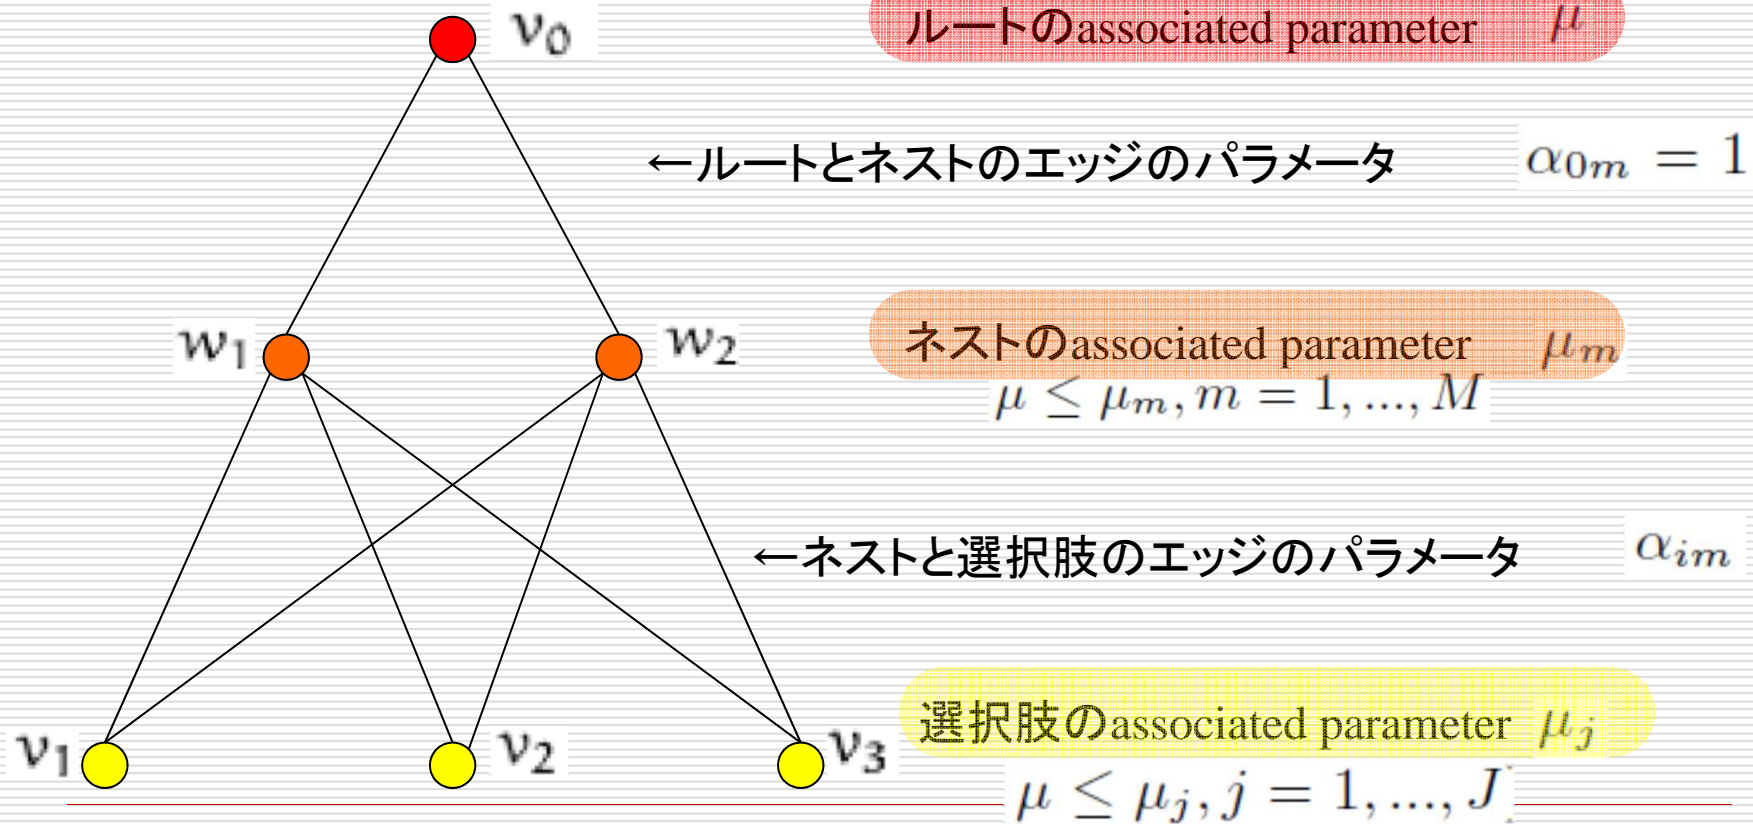 v₀
ルートのassociated parameter μ
←ルートとネストのエッジのパラメータ α₀ₘ = 1
w₁
w₂
ネストのassociated parameter μₘ
μ ≤ μₘ, m = 1, ..., M
←ネストと選択肢のエッジのパラメータ αᵢₘ
v₁
v₂
v₃
選択肢のassociated parameter μⱼ
μ ≤ μⱼ, j = 1, ..., J